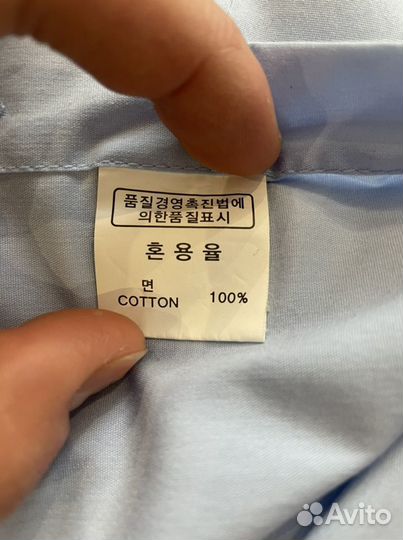 품질경영촉진법에
의한품질표시
혼용율
면
COTTON 100%
Avito